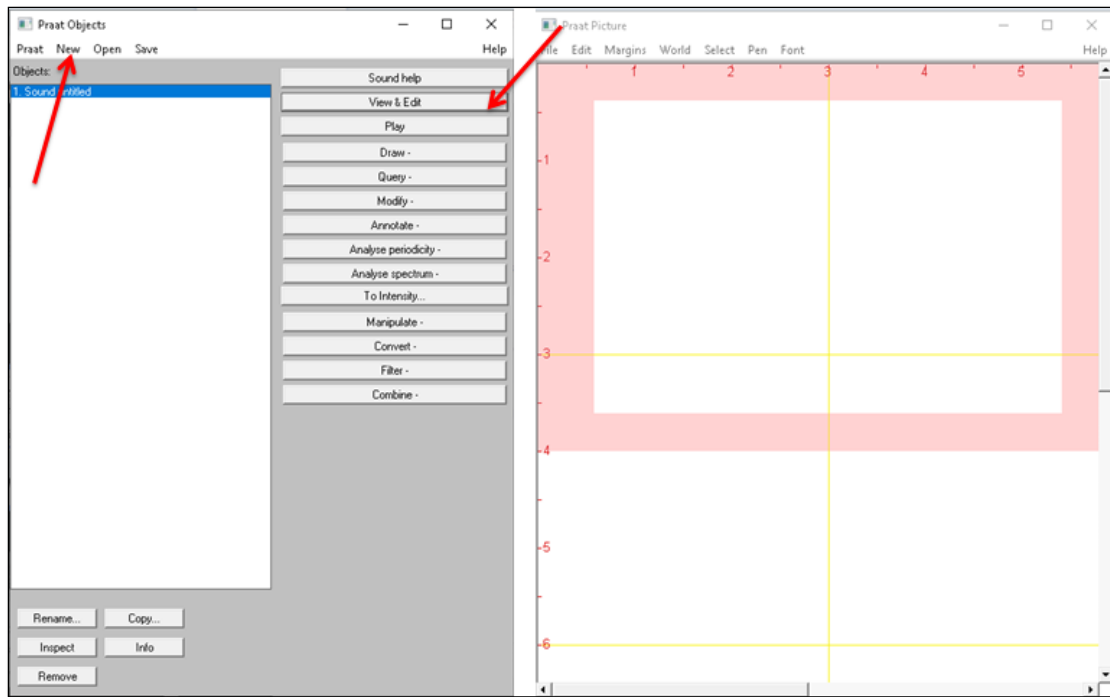 Praat Objects
Praat New Open Save Help
Objects:
1. Sound untitled
Sound help
View & Edit
Play
Draw -
Query -
Modify -
Annotate -
Analyse periodicity -
Analyse spectrum -
To Intensity...
Manipulate -
Convert -
Filter -
Combine -
Rename... Copy...
Inspect Info
Remove
Praat Picture
File Edit Margins World Select Pen Font Help
1 2 3 4 5
1
2
3
4
5
6